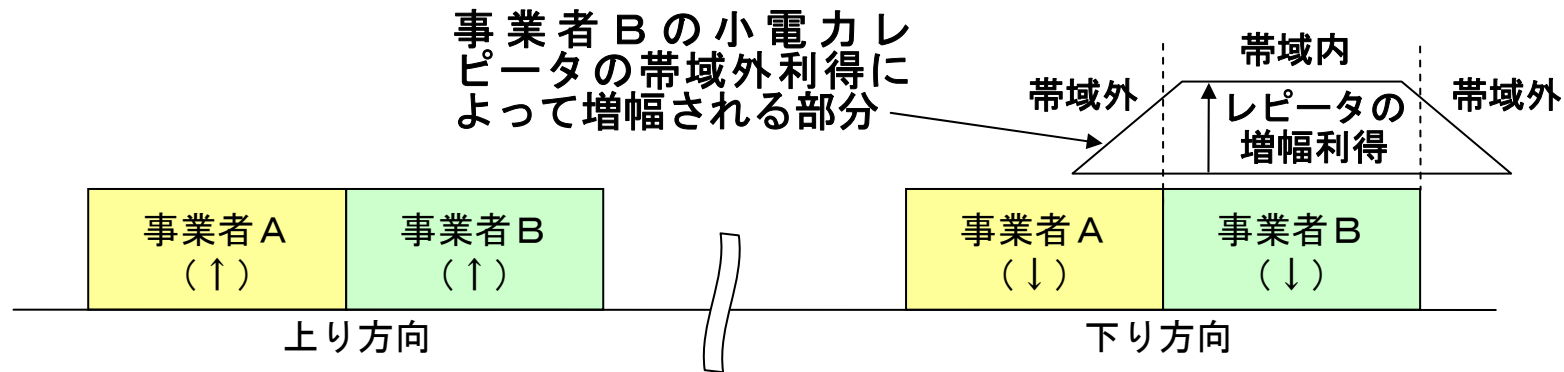 事業者Ｂの小電力レ
ピータの帯域外利得に
よって増幅される部分
帯域内
帯域外
帯域外
レピータの
増幅利得
事業者Ａ
（↑）
事業者Ｂ
（↑）
事業者Ａ
（↓）
事業者Ｂ
（↓）
上り方向
下り方向